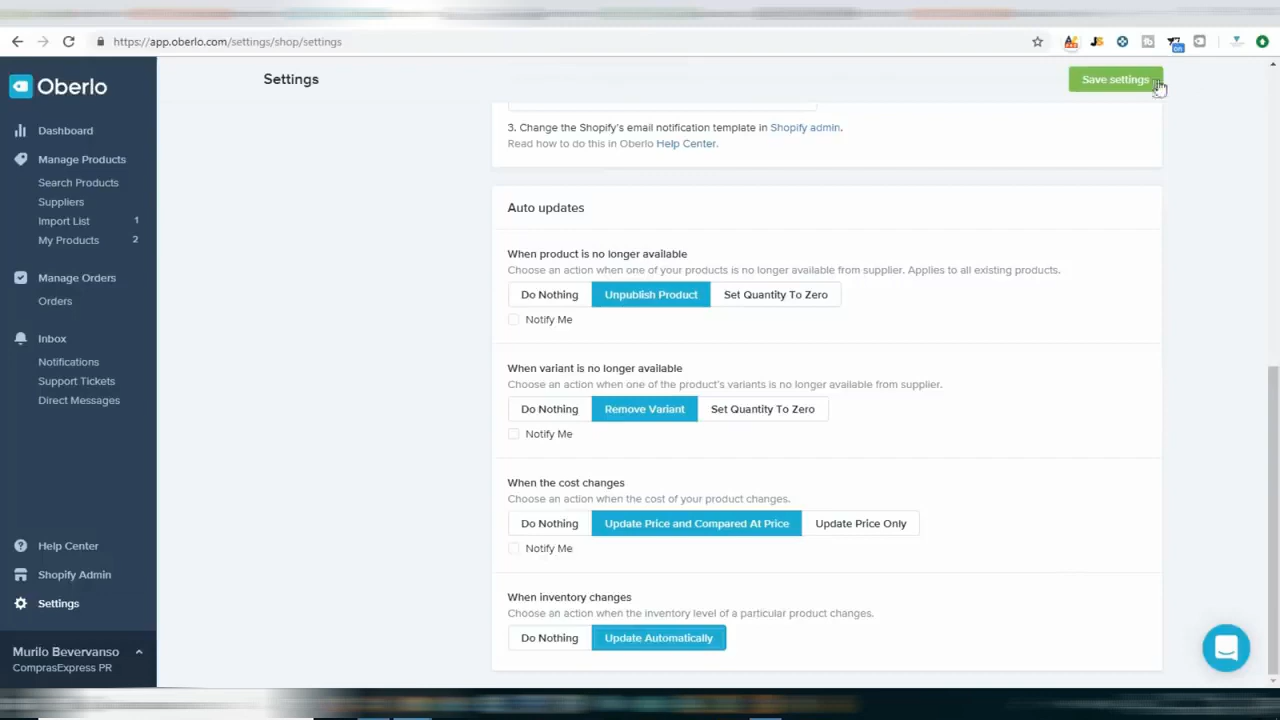 https://app.oberlo.com/settings/shop/settings
Oberlo
Settings
Save settings
Dashboard
Manage Products
Search Products
Suppliers
Import List 1
My Products 2
Manage Orders
Orders
Inbox
Notifications
Support Tickets
Direct Messages
Help Center
Shopify Admin
Settings
Murilo Bevervanso
ComprasExpress PR
3. Change the Shopify's email notification template in Shopify admin.
Read how to do this in Oberlo Help Center.
Auto updates
When product is no longer available
Choose an action when one of your products is no longer available from supplier. Applies to all existing products.
Do Nothing Unpublish Product Set Quantity To Zero
Notify Me
When variant is no longer available
Choose an action when one of the product's variants is no longer available from supplier.
Do Nothing Remove Variant Set Quantity To Zero
Notify Me
When the cost changes
Choose an action when the cost of your product changes.
Do Nothing Update Price and Compared At Price Update Price Only
Notify Me
When inventory changes
Choose an action when the inventory level of a particular product changes.
Do Nothing Update Automatically